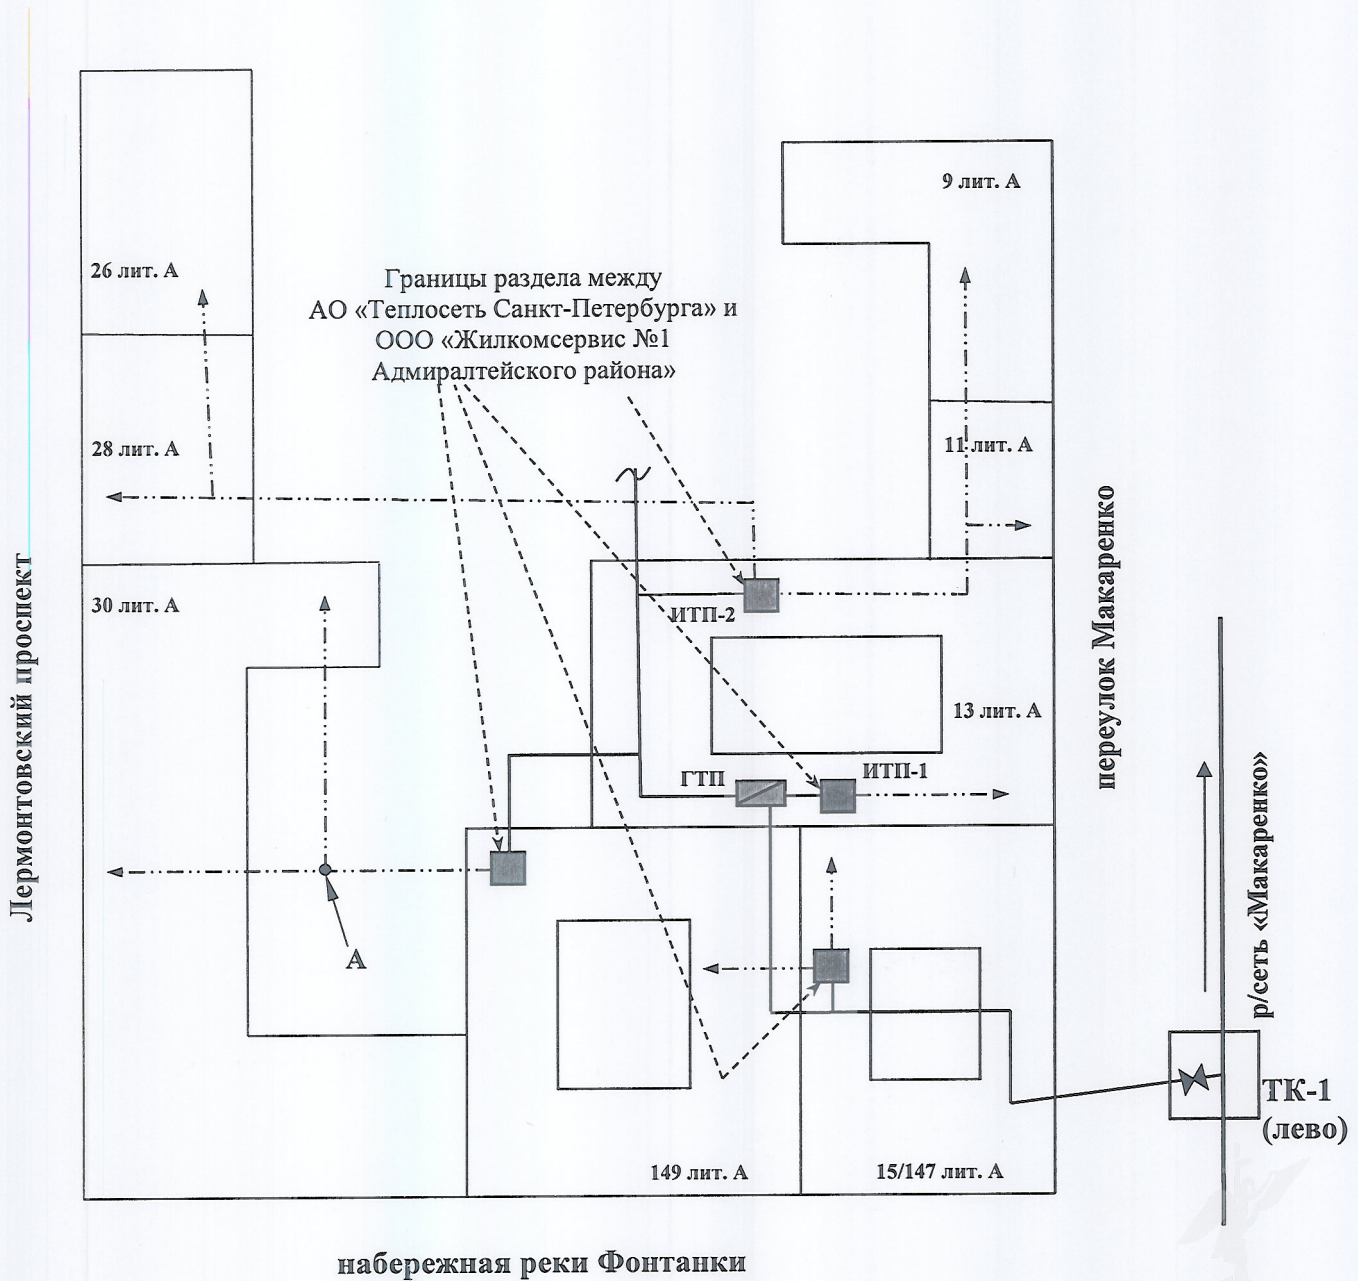 9 лит. А
26 лит. А
Границы раздела между
АО «Теплосеть Санкт-Петербурга» и
ООО «Жилкомсервис №1
Адмиралтейского района»
28 лит. А
11 лит. А
30 лит. А
ИТП-2
13 лит. А
ГТП
ИТП-1
Лермонтовский проспект
переулок Макаренко
р/сеть «Макаренко»
А
ТК-1
(лево)
149 лит. А
15/147 лит. А
набережная реки Фонтанки